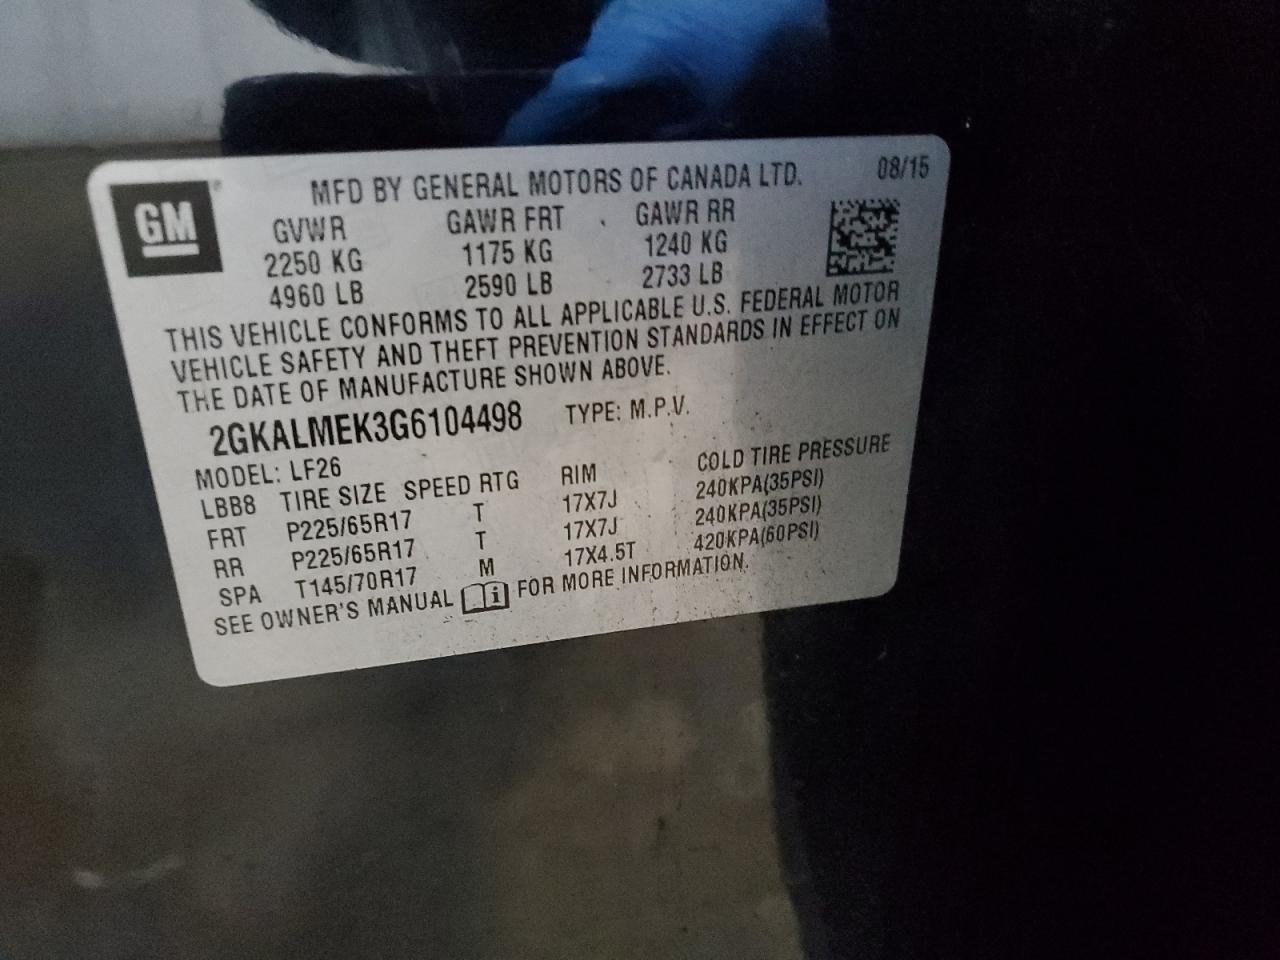 GM
MFD BY GENERAL MOTORS OF CANADA LTD. 08/15
GVWR GAWR FRT GAWR RR
2250 KG 1175 KG 1240 KG
4960 LB 2590 LB 2733 LB
THIS VEHICLE CONFORMS TO ALL APPLICABLE U.S. FEDERAL MOTOR
VEHICLE SAFETY AND THEFT PREVENTION STANDARDS IN EFFECT ON
THE DATE OF MANUFACTURE SHOWN ABOVE.
2GKALMEK3G6104498 TYPE: M.P.V.
MODEL: LF26
LBB8 TIRE SIZE SPEED RTG RIM COLD TIRE PRESSURE
FRT P225/65R17 T 17X7J 240KPA(35PSI)
RR P225/65R17 T 17X7J 240KPA(35PSI)
SPA T145/70R17 M 17X4.5T 420KPA(60PSI)
SEE OWNER'S MANUAL i FOR MORE INFORMATION.